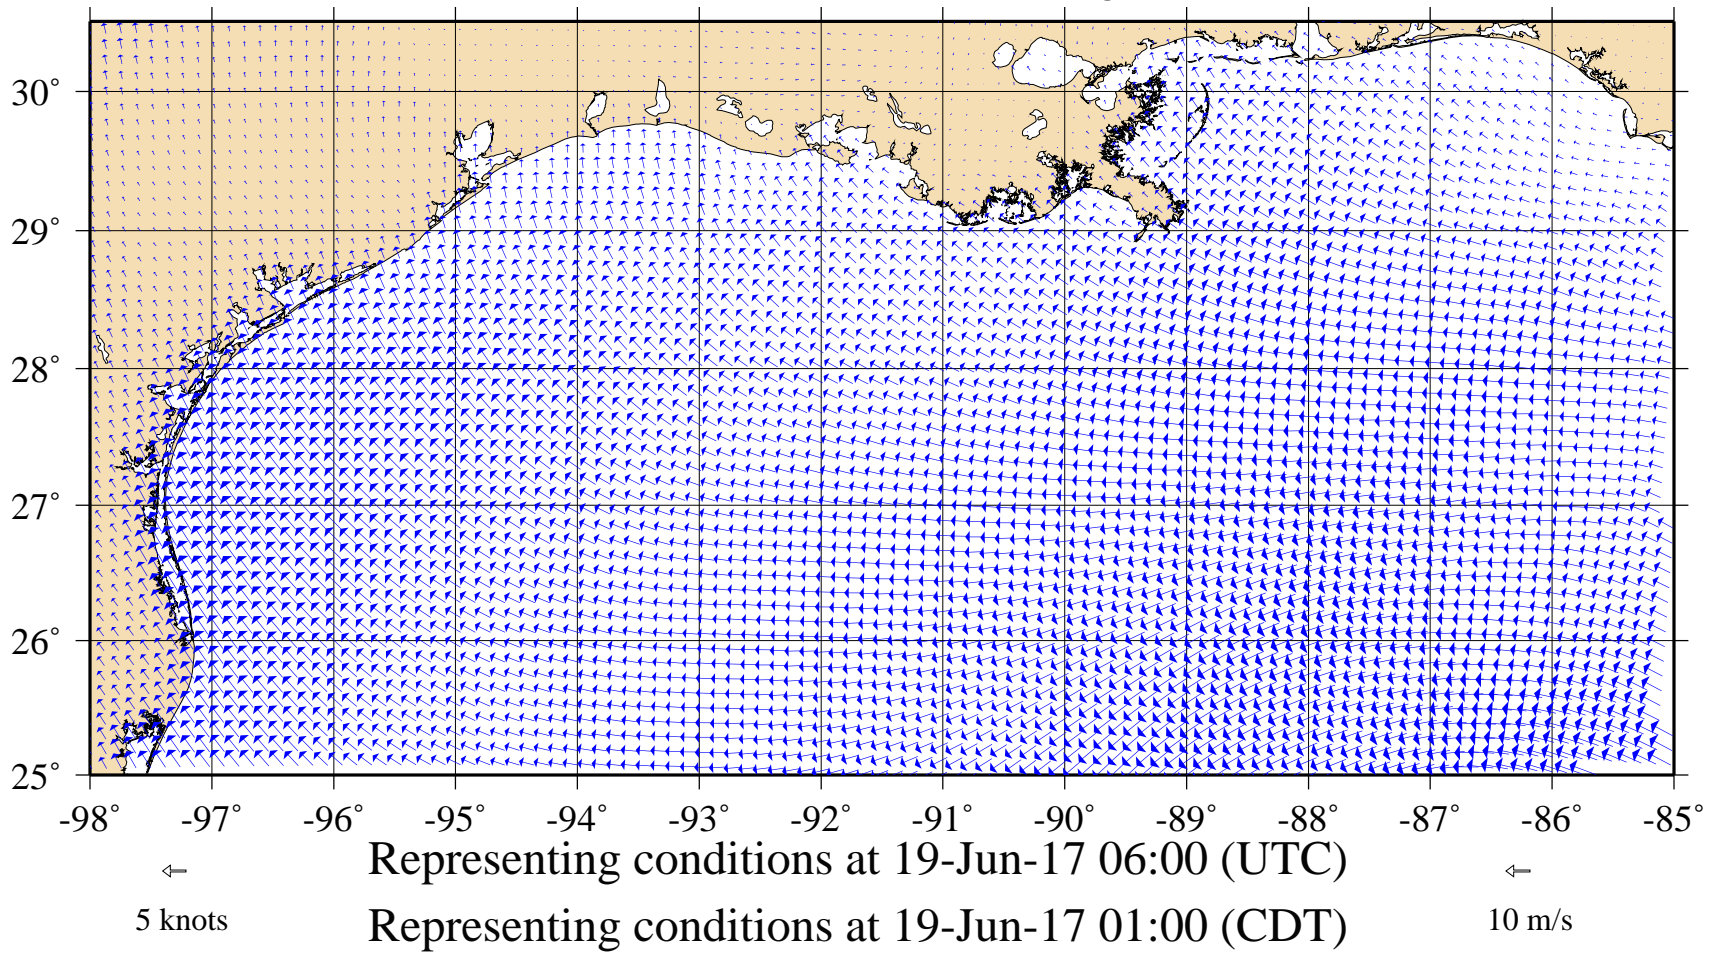 30°
29°
28°
27°
26°
25°
-98° -97° -96° -95° -94° -93° -92° -91° -90° -89° -88° -87° -86° -85°
Representing conditions at 19-Jun-17 06:00 (UTC)
5 knots
Representing conditions at 19-Jun-17 01:00 (CDT)
10 m/s